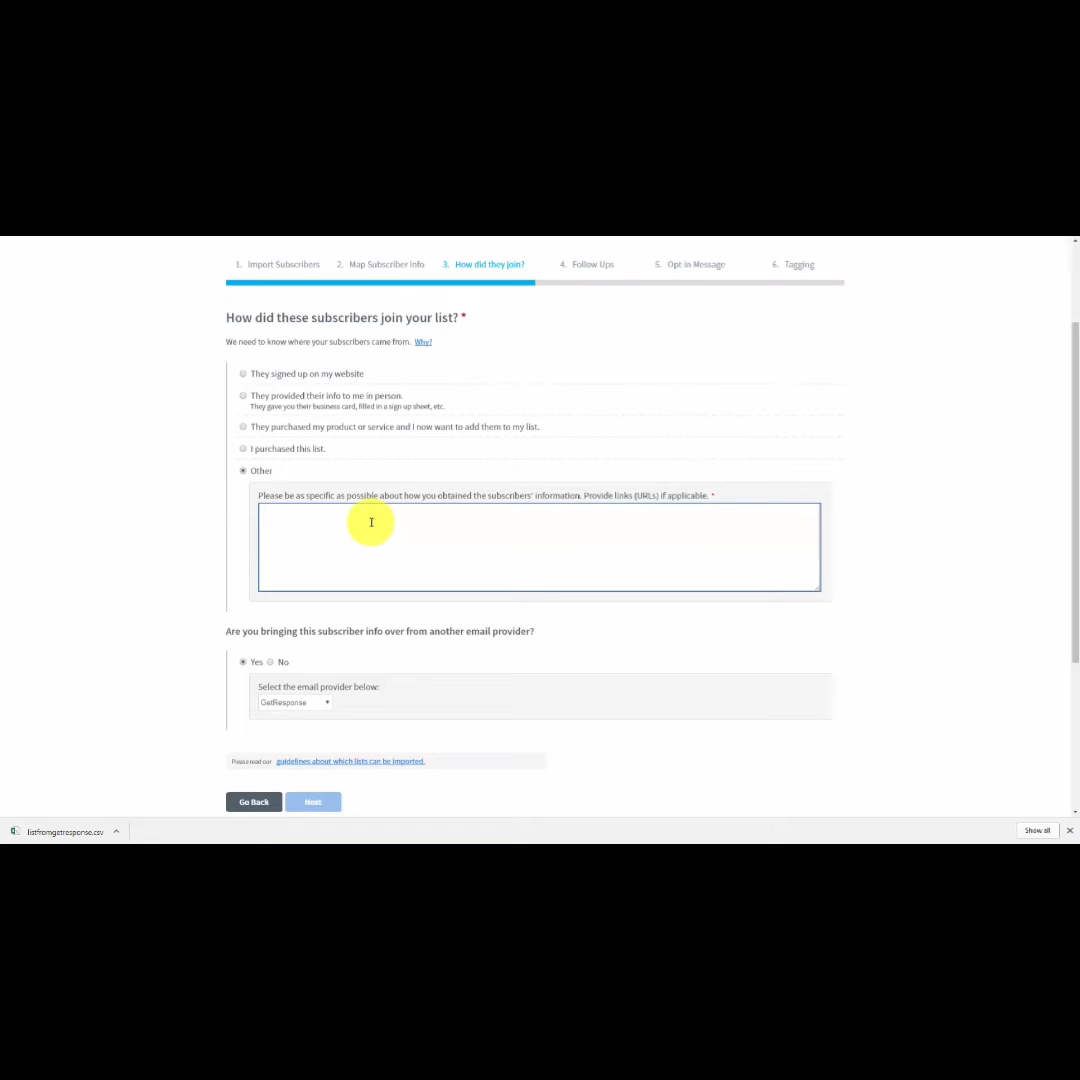 1. Import Subscribers 2. Map Subscriber Info 3. How did they join? 4. Follow Ups 5. Opt-in Message 6. Tagging
How did these subscribers join your list? *
We need to know where your subscribers came from. Why?
They signed up on my website
They provided their info to me in person.
They gave you their business card, filled in a sign up sheet, etc.
They purchased my product or service and I now want to add them to my list.
I purchased this list.
Other
Please be as specific as possible about how you obtained the subscribers' information. Provide links (URLs) if applicable. *
Are you bringing this subscriber info over from another email provider?
Yes No
Select the email provider below:
GetResponse
Please read our guidelines about which lists can be imported.
Go Back Next
listfromgetresponse.csv Show all